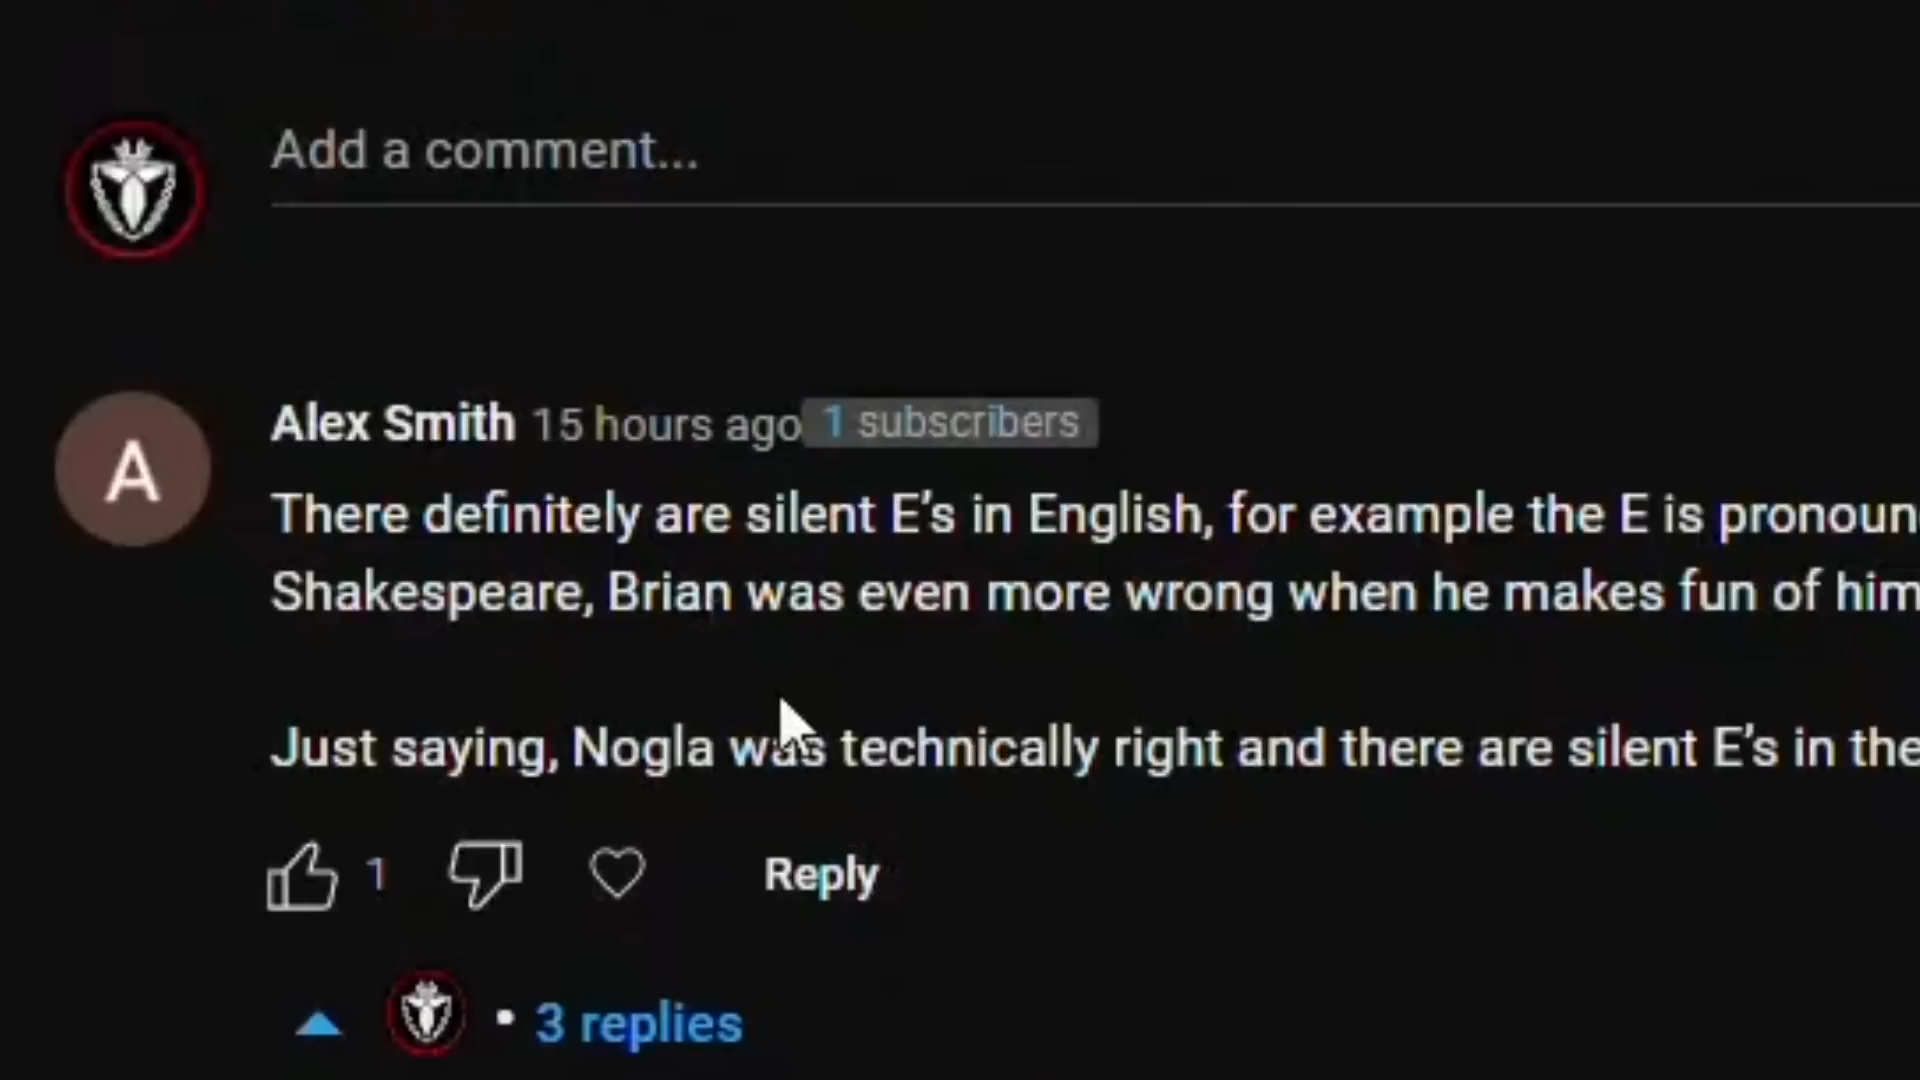 Add a comment...
Alex Smith 15 hours ago 1 subscribers
A
There definitely are silent E's in English, for example the E is pronoun
Shakespeare, Brian was even more wrong when he makes fun of him
Just saying, Nogla was technically right and there are silent E's in the
1 Reply
• 3 replies